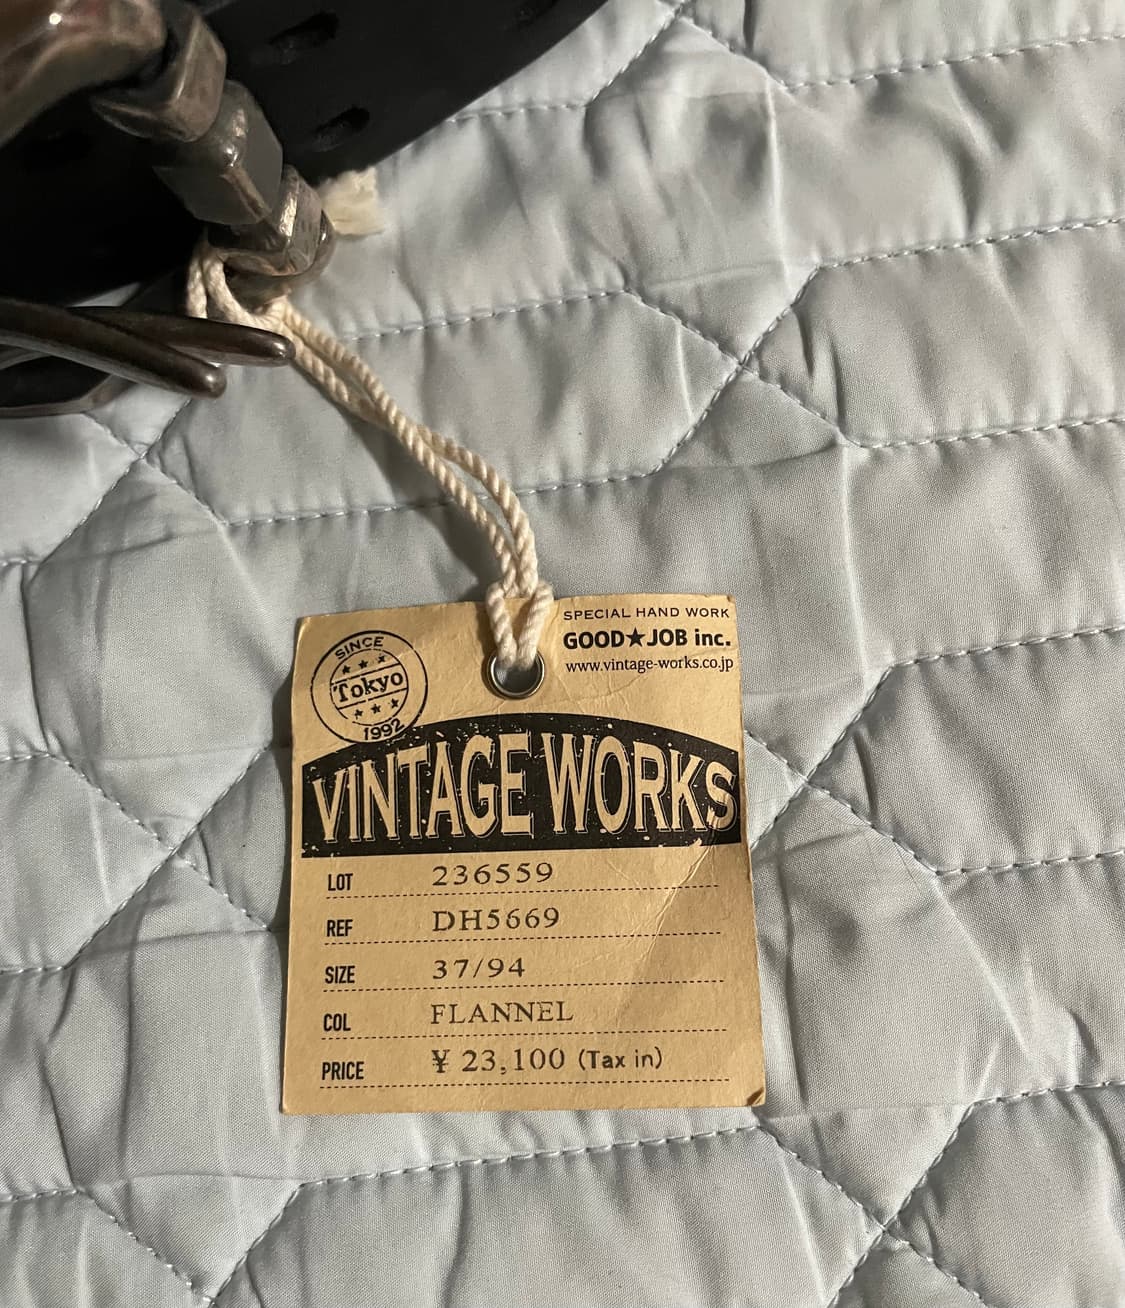 SPECIAL HAND WORK
GOOD★JOB inc.
www.vintage-works.co.jp
SINCE
Tokyo
1992
VINTAGE WORKS
LOT 236559
REF DH5669
SIZE 37/94
COL FLANNEL
PRICE ¥ 23,100 (Tax in)